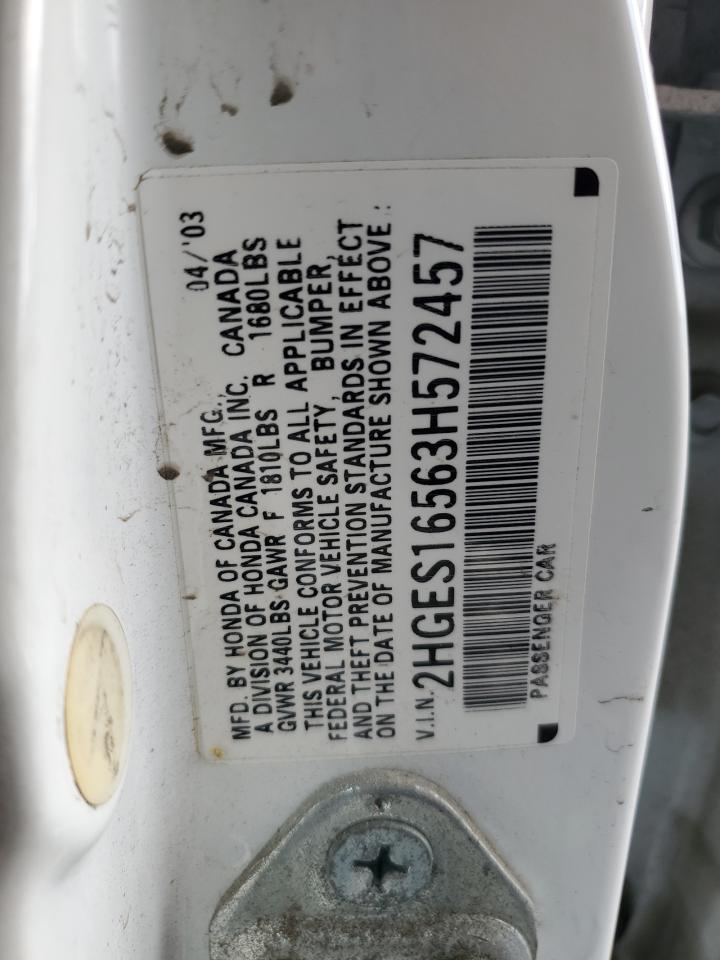 04/'03
MFD. BY HONDA OF CANADA MFG.,
A DIVISION OF HONDA CANADA INC., CANADA
GVWR 3440LBS GAWR F 1810LBS R 1680LBS
THIS VEHICLE CONFORMS TO ALL APPLICABLE
FEDERAL MOTOR VEHICLE SAFETY, BUMPER,
AND THEFT PREVENTION STANDARDS IN EFFECT
ON THE DATE OF MANUFACTURE SHOWN ABOVE :
V.I.N. 2HGES16563H572457
PASSENGER CAR